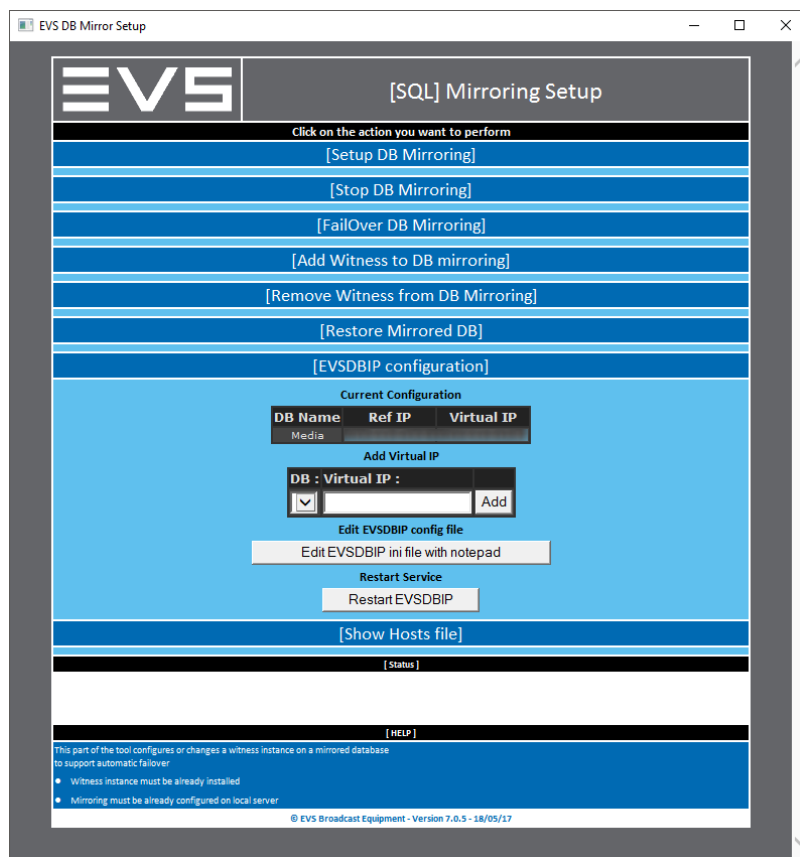 EVS DB Mirror Setup
EVS
[SQL] Mirroring Setup
Click on the action you want to perform
[Setup DB Mirroring]
[Stop DB Mirroring]
[FailOver DB Mirroring]
[Add Witness to DB mirroring]
[Remove Witness from DB Mirroring]
[Restore Mirrored DB]
[EVSDBIP configuration]
Current Configuration
DB Name Ref IP Virtual IP
Media
Add Virtual IP
DB : Virtual IP :
Add
Edit EVSDBIP config file
Edit EVSDBIP ini file with notepad
Restart Service
Restart EVSDBIP
[Show Hosts file]
[ Status ]
[ HELP ]
This part of the tool configures or changes a witness instance on a mirrored database
to support automatic failover
● Witness instance must be already installed
● Mirroring must be already configured on local server
© EVS Broadcast Equipment - Version 7.0.5 - 18/05/17